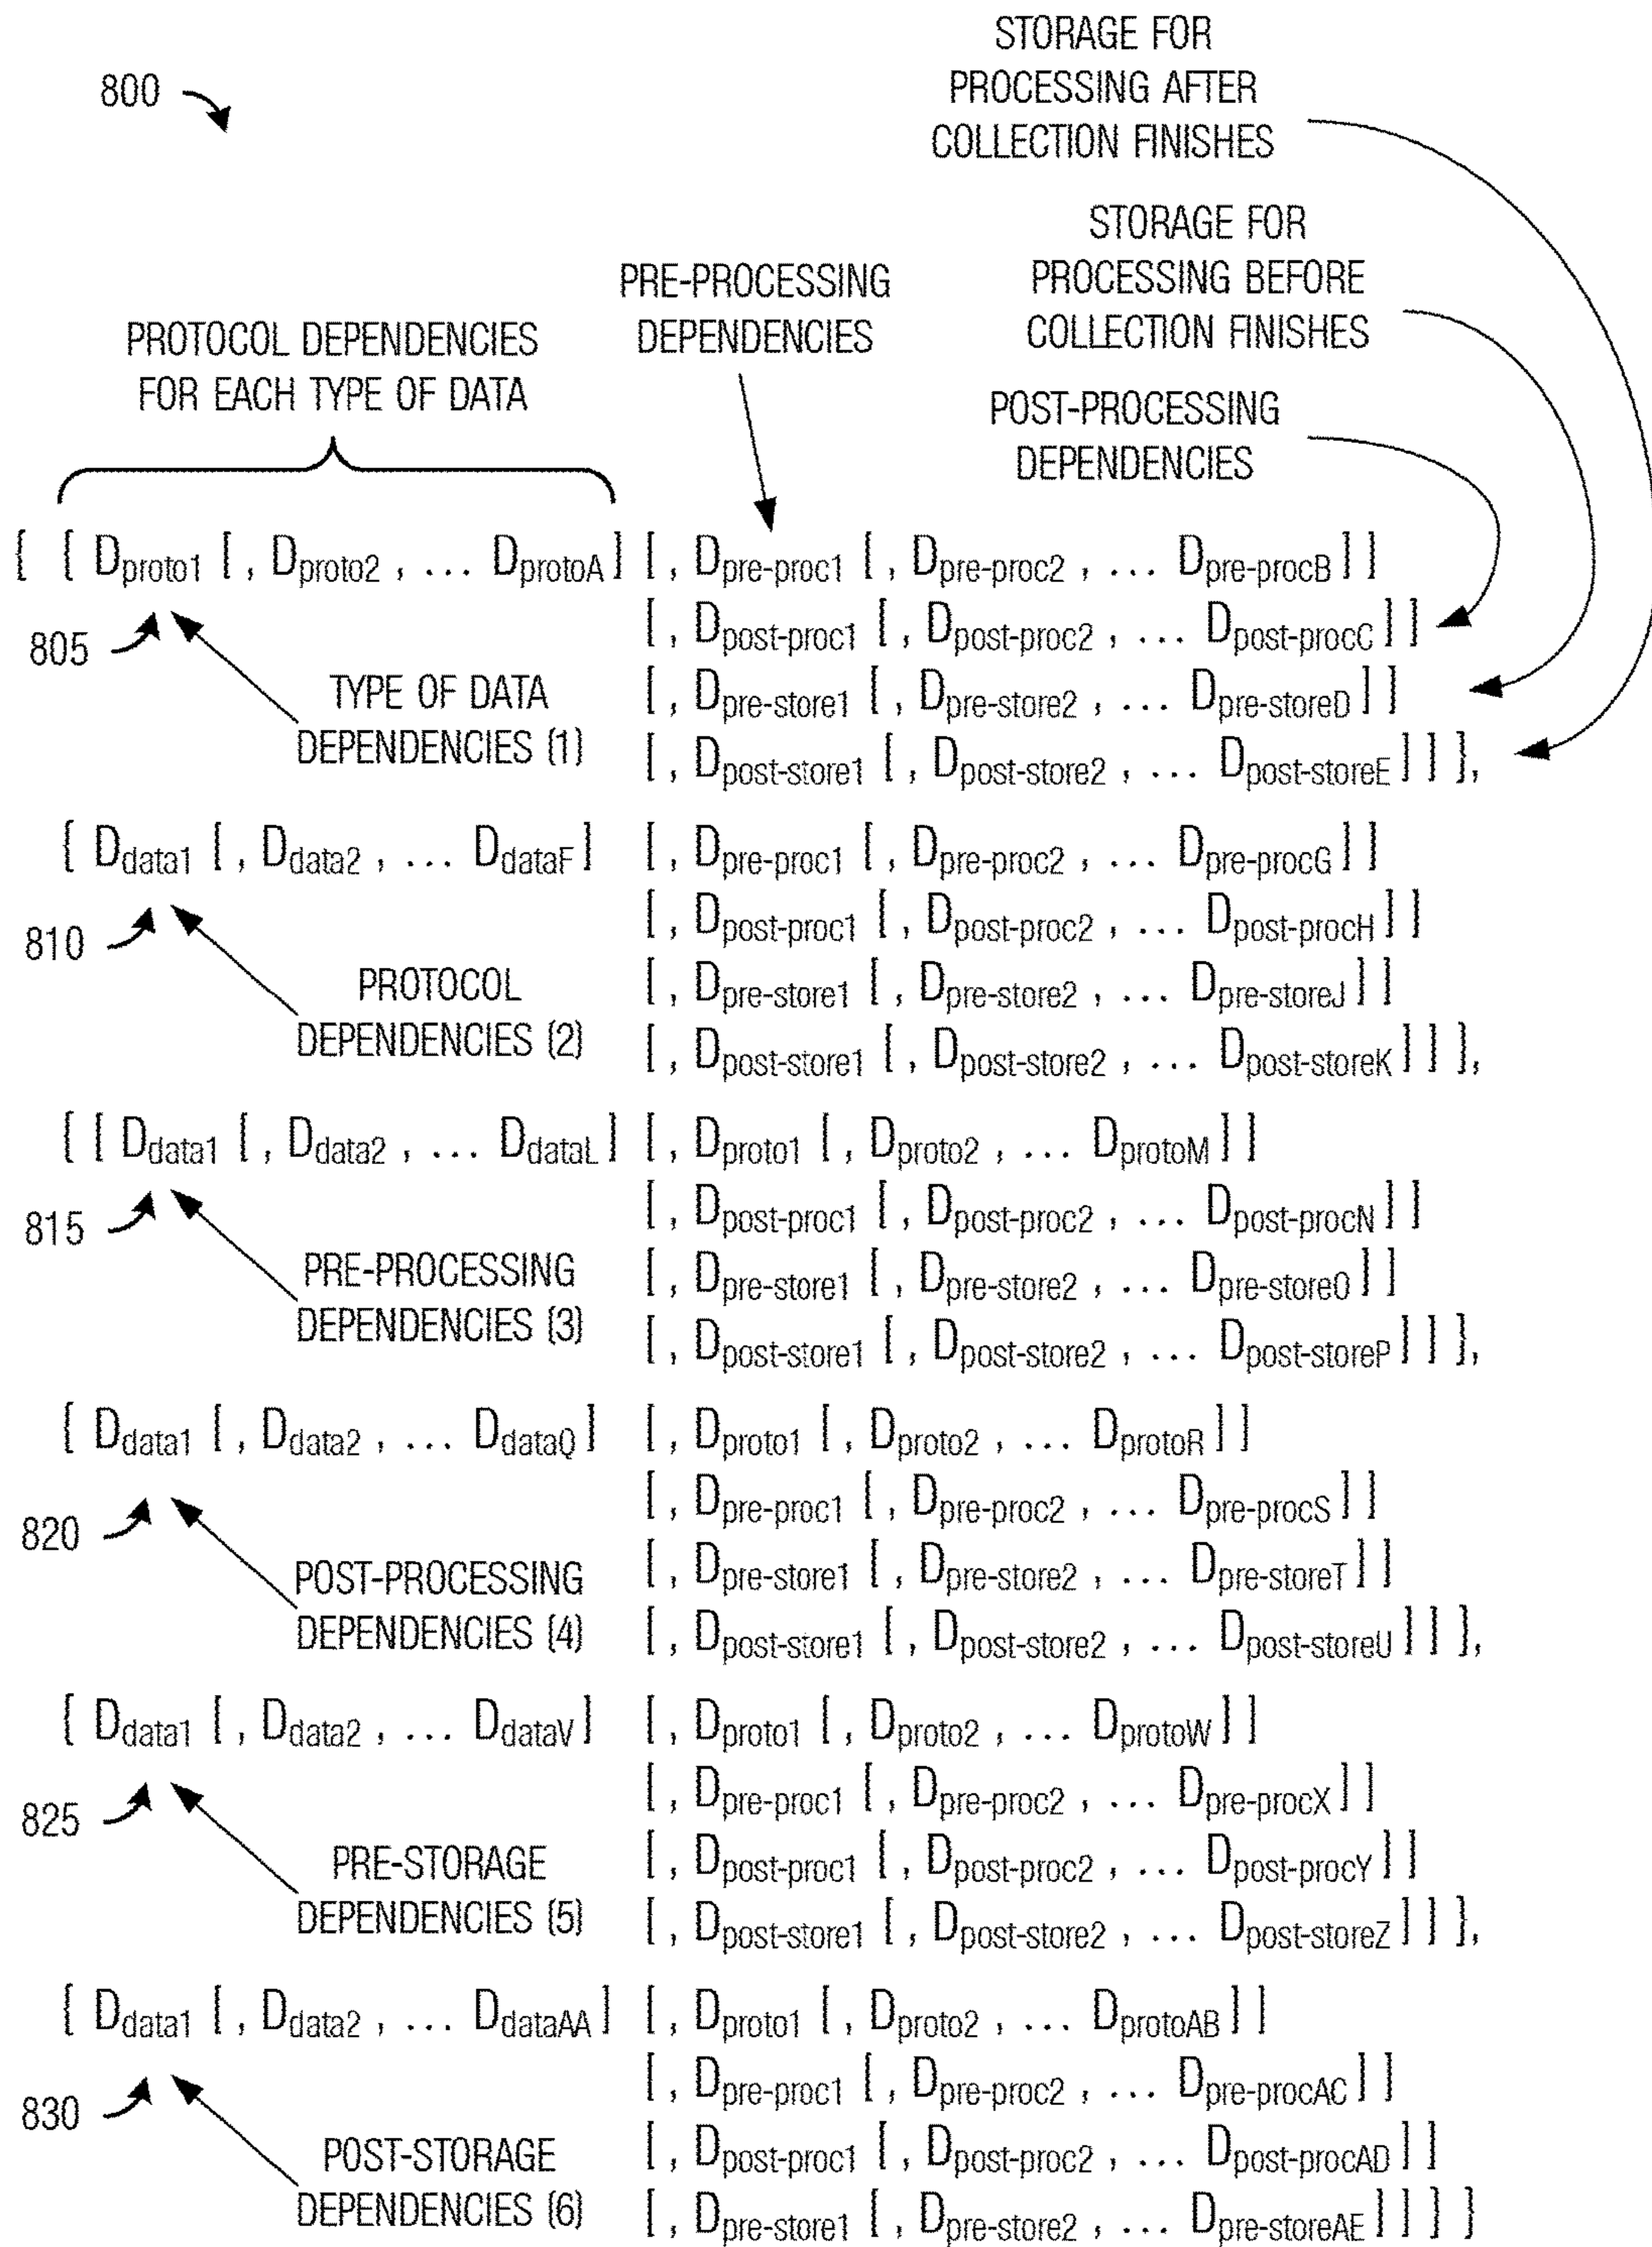 800
STORAGE FOR
PROCESSING AFTER
COLLECTION FINISHES
STORAGE FOR
PROCESSING BEFORE
COLLECTION FINISHES
PRE-PROCESSING
DEPENDENCIES
PROTOCOL DEPENDENCIES
FOR EACH TYPE OF DATA
POST-PROCESSING
DEPENDENCIES
{ [ Dproto1 [, Dproto2 , ... DprotoA] [, Dpre-proc1 [, Dpre-proc2 , ... Dpre-procB ] ]
805
[, Dpost-proc1 [, Dpost-proc2 , ... Dpost-procC ] ]
TYPE OF DATA
DEPENDENCIES (1)
[, Dpre-store1 [, Dpre-store2 , ... Dpre-storeD ] ]
[, Dpost-store1 [, Dpost-store2 , ... Dpost-storeE ] ] },
{ Ddata1 [, Ddata2 , ... DdataF ] [, Dpre-proc1 [, Dpre-proc2 , ... Dpre-procG ] ]
810
[, Dpost-proc1 [, Dpost-proc2 , ... Dpost-procH ] ]
PROTOCOL
DEPENDENCIES (2)
[, Dpre-store1 [, Dpre-store2 , ... Dpre-storeJ ] ]
[, Dpost-store1 [, Dpost-store2 , ... Dpost-storeK ] ] },
{ [ Ddata1 [, Ddata2 , ... DdataL ] [, Dproto1 [, Dproto2 , ... DprotoM ] ]
815
[, Dpost-proc1 [, Dpost-proc2 , ... Dpost-procN ] ]
PRE-PROCESSING
DEPENDENCIES (3)
[, Dpre-store1 [, Dpre-store2 , ... Dpre-storeO ] ]
[, Dpost-store1 [, Dpost-store2 , ... Dpost-storeP ] ] },
{ Ddata1 [, Ddata2 , ... DdataQ ] [, Dproto1 [, Dproto2 , ... DprotoR ] ]
820
[, Dpre-proc1 [, Dpre-proc2 , ... Dpre-procS ] ]
POST-PROCESSING
DEPENDENCIES (4)
[, Dpre-store1 [, Dpre-store2 , ... Dpre-storeT ] ]
[, Dpost-store1 [, Dpost-store2 , ... Dpost-storeU ] ] },
{ Ddata1 [, Ddata2 , ... DdataV ] [, Dproto1 [, Dproto2 , ... DprotoW ] ]
825
[, Dpre-proc1 [, Dpre-proc2 , ... Dpre-procX ] ]
PRE-STORAGE
DEPENDENCIES (5)
[, Dpost-proc1 [, Dpost-proc2 , ... Dpost-procY ] ]
[, Dpost-store1 [, Dpost-store2 , ... Dpost-storeZ ] ] },
{ Ddata1 [, Ddata2 , ... DdataAA ] [, Dproto1 [, Dproto2 , ... DprotoAB ] ]
830
[, Dpre-proc1 [, Dpre-proc2 , ... Dpre-procAC ] ]
POST-STORAGE
DEPENDENCIES (6)
[, Dpost-proc1 [, Dpost-proc2 , ... Dpost-procAD ] ]
[, Dpre-store1 [, Dpre-store2 , ... Dpre-storeAE ] ] } }